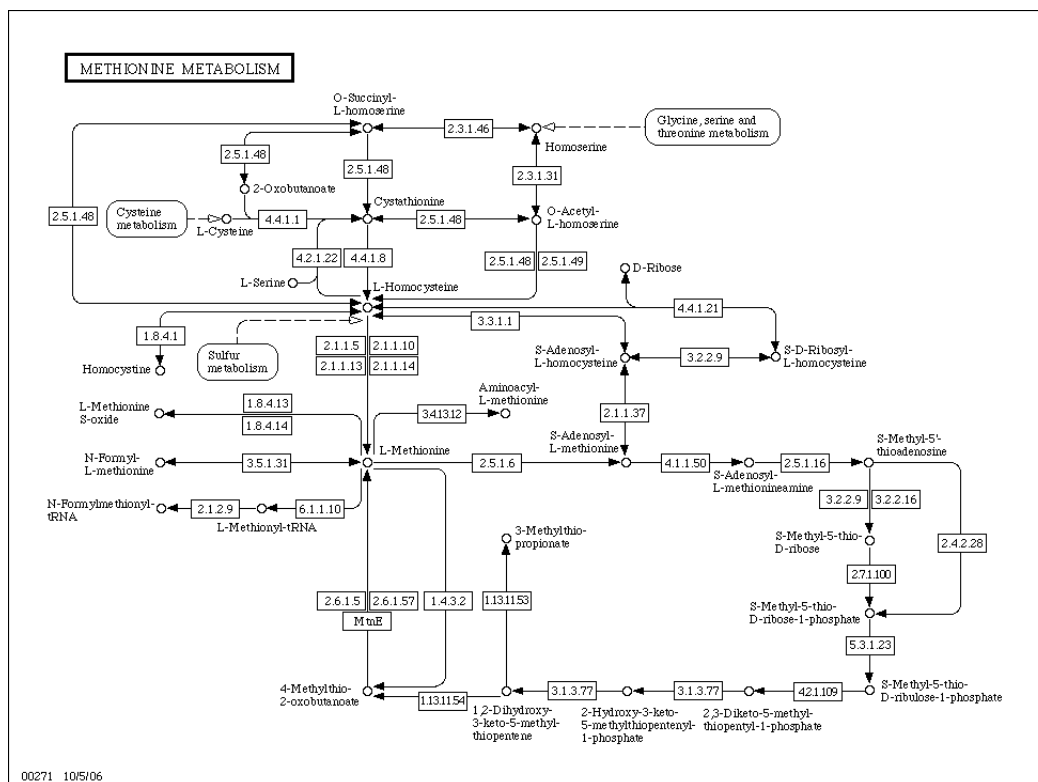 METHIONINE METABOLISM
O-Succinyl-
L-homoserine
2.3.1.46
Homoserine
Glycine, serine and
threonine metabolism
2.5.1.48
2.5.1.48
2.3.1.31
2-Oxobutanoate
Cystathionine
O-Acetyl-
L-homoserine
2.5.1.48
Cysteine
metabolism
L-Cysteine
4.4.1.1
2.5.1.48
4.2.1.22
4.4.1.8
2.5.1.48
2.5.1.49
L-Serine
L-Homocysteine
D-Ribose
4.4.1.21
3.3.1.1
1.8.4.1
Homocystine
Sulfur
metabolism
2.1.1.5
2.1.1.10
2.1.1.13
2.1.1.14
S-Adenosyl-
L-homocysteine
3.2.2.9
S-D-Ribosyl-
L-homocysteine
Aminoacyl-
L-methionine
L-Methionine
S-oxide
1.8.4.13
1.8.4.14
3.4.13.12
2.1.1.37
L-Methionine
S-Adenosyl-
L-methionine
S-Methyl-5'-
thioadenosine
N-Formyl-
L-methionine
3.5.1.31
2.5.1.6
4.1.1.50
2.5.1.16
S-Adenosyl-
L-methionineamine
N-Formylmethionyl-
tRNA
2.1.2.9
6.1.1.10
L-Methionyl-tRNA
3.2.2.9
3.2.2.16
3-Methylthio-
propionate
S-Methyl-5-thio-
D-ribose
2.4.2.28
2.7.1.100
2.6.1.5
2.6.1.57
1.4.3.2
1.13.11.53
MtnE
S-Methyl-5-thio-
D-ribose-1-phosphate
5.3.1.23
4-Methylthio-
2-oxobutanoate
1.13.11.54
3.1.3.77
3.1.3.77
4.2.1.109
S-Methyl-5-thio-
D-ribulose-1-phosphate
1,2-Dihydroxy-
3-keto-5-methyl-
thiopentene
2-Hydroxy-3-keto-
5-methylthiopentenyl-
1-phosphate
2,3-Diketo-5-methyl-
thiopentyl-1-phosphate
00271 10/5/06